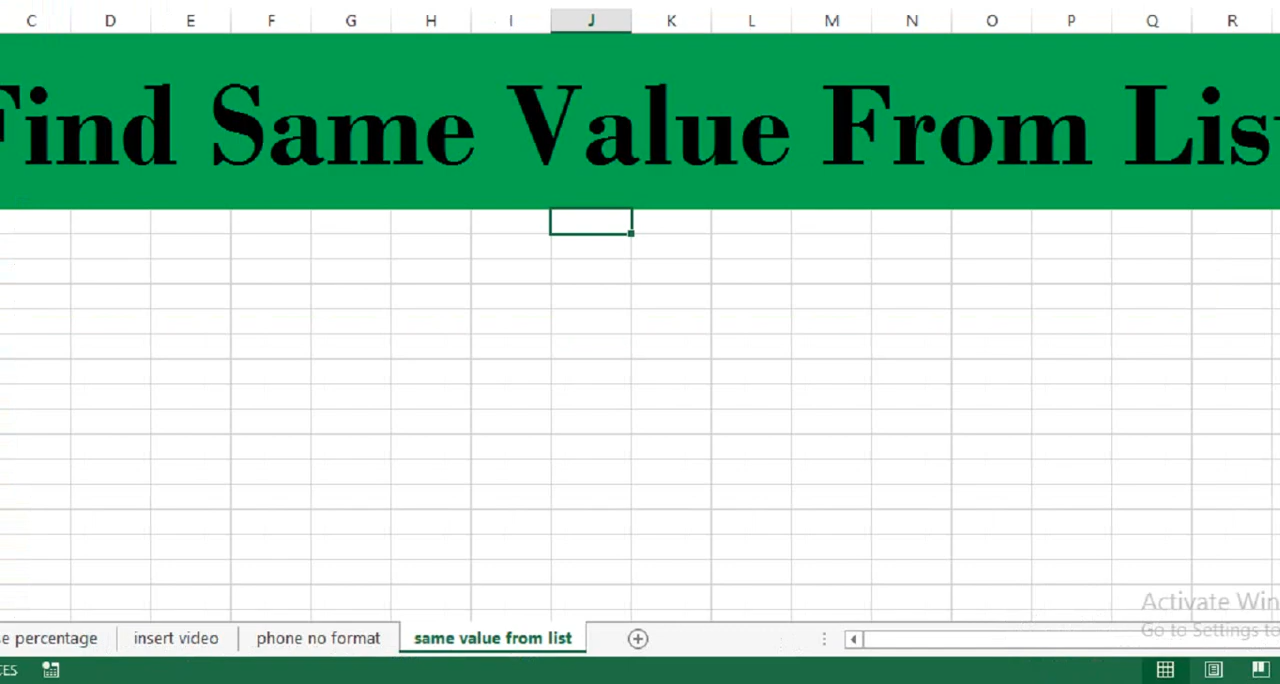 C D E F G H I J K L M N O P Q R
Find Same Value From List
percentage insert video phone no format same value from list
Activate Win
Go to Settings to